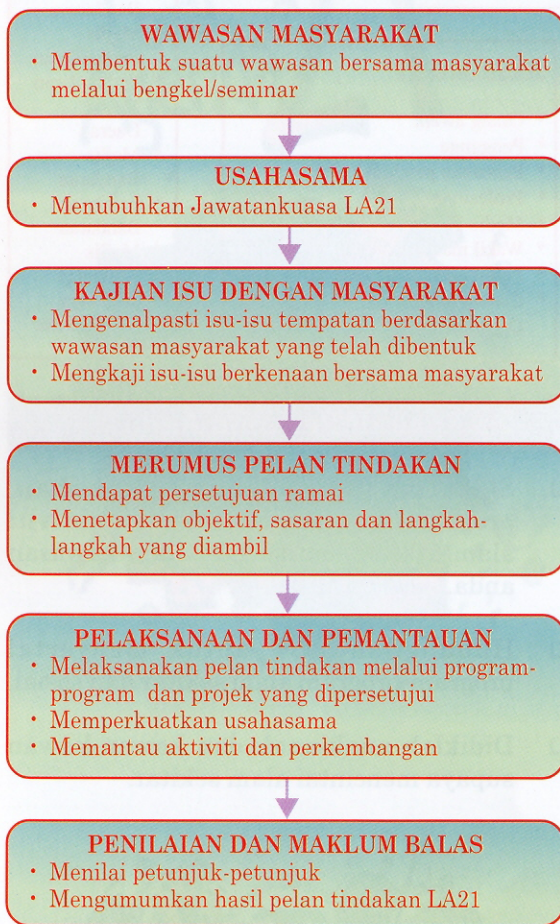 WAWASAN MASYARAKAT
• Membentuk suatu wawasan bersama masyarakat
melalui bengkel/seminar
USAHASAMA
• Menubuhkan Jawatankuasa LA21
KAJIAN ISU DENGAN MASYARAKAT
• Mengenalpasti isu-isu tempatan berdasarkan
wawasan masyarakat yang telah dibentuk
• Mengkaji isu-isu berkenaan bersama masyarakat
MERUMUS PELAN TINDAKAN
• Mendapat persetujuan ramai
• Menetapkan objektif, sasaran dan langkah-
langkah yang diambil
PELAKSANAAN DAN PEMANTAUAN
• Melaksanakan pelan tindakan melalui program-
program dan projek yang dipersetujui
• Memperkuatkan usahasama
• Memantau aktiviti dan perkembangan
PENILAIAN DAN MAKLUM BALAS
• Menilai petunjuk-petunjuk
• Mengumumkan hasil pelan tindakan LA21